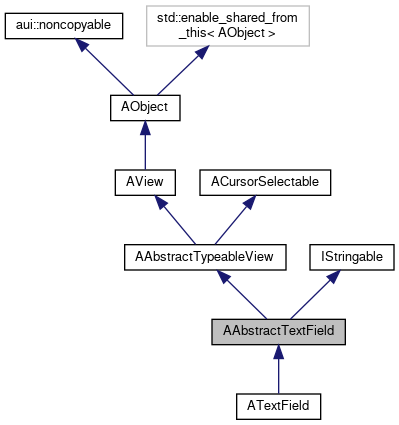 aui::noncopyable
std::enable_shared_from
_this< AObject >
AObject
AView
ACursorSelectable
AAbstractTypeableView
IStringable
AAbstractTextField
ATextField